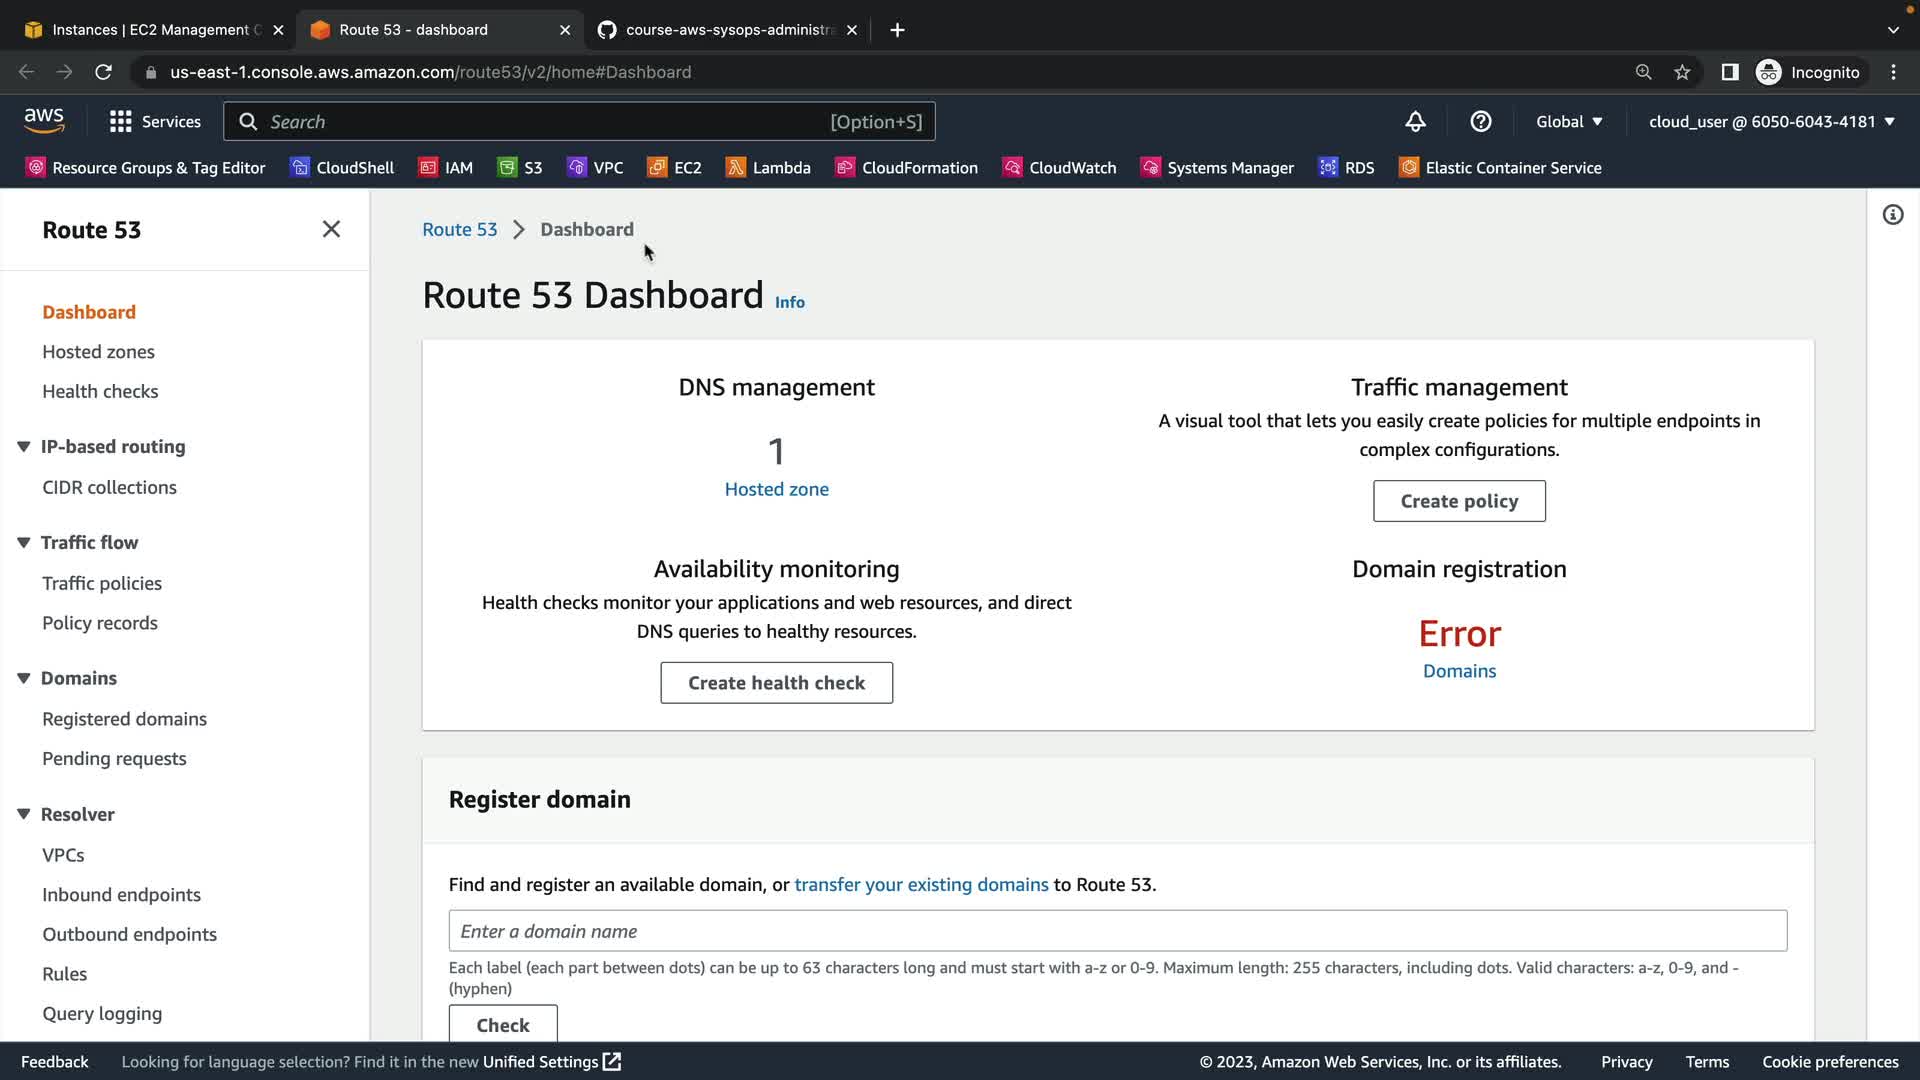 Instances | EC2 Management C
Route 53 - dashboard
course-aws-sysops-administra
us-east-1.console.aws.amazon.com/route53/v2/home#Dashboard
Incognito
aws
Services
Search
[Option+S]
Global
cloud_user @ 6050-6043-4181
Resource Groups & Tag Editor
CloudShell
IAM
S3
VPC
EC2
Lambda
CloudFormation
CloudWatch
Systems Manager
RDS
Elastic Container Service
Route 53
Dashboard
Hosted zones
Health checks
IP-based routing
CIDR collections
Traffic flow
Traffic policies
Policy records
Domains
Registered domains
Pending requests
Resolver
VPCs
Inbound endpoints
Outbound endpoints
Rules
Query logging
Route 53 > Dashboard
Route 53 Dashboard Info
DNS management
1
Hosted zone
Traffic management
A visual tool that lets you easily create policies for multiple endpoints in
complex configurations.
Create policy
Availability monitoring
Health checks monitor your applications and web resources, and direct
DNS queries to healthy resources.
Create health check
Domain registration
Error
Domains
Register domain
Find and register an available domain, or transfer your existing domains to Route 53.
Enter a domain name
Each label (each part between dots) can be up to 63 characters long and must start with a-z or 0-9. Maximum length: 255 characters, including dots. Valid characters: a-z, 0-9, and -
(hyphen)
Check
Feedback
Looking for language selection? Find it in the new Unified Settings
© 2023, Amazon Web Services, Inc. or its affiliates.
Privacy
Terms
Cookie preferences